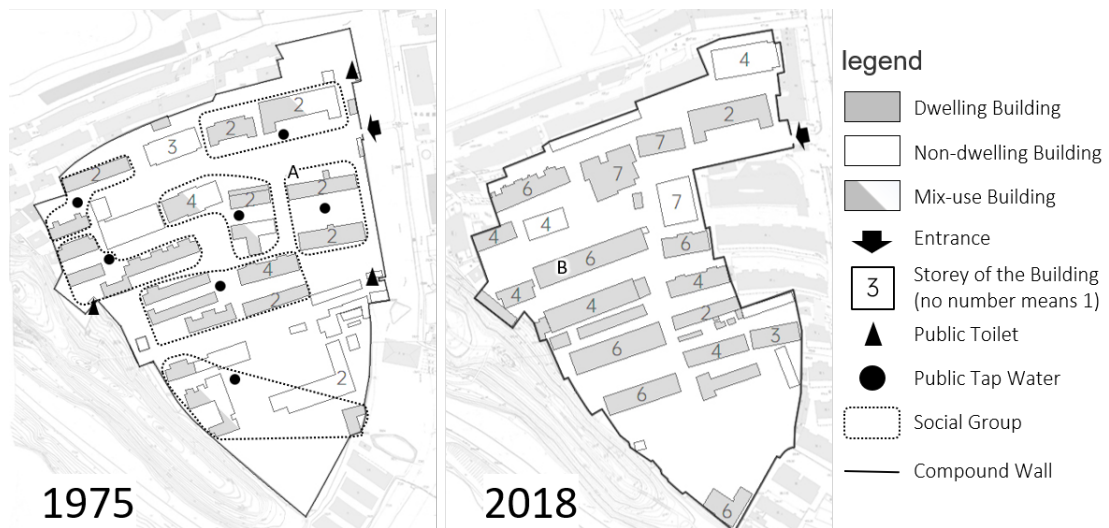 2
2
3
A
2
2
4
2
2
4
2
2
1975
4
2
7
7
6
7
4
4
6
B
6
4
4
4
2
6
4
3
6
6
2018
legend
Dwelling Building
Non-dwelling Building
Mix-use Building
Entrance
3
Storey of the Building
(no number means 1)
Public Toilet
Public Tap Water
Social Group
Compound Wall